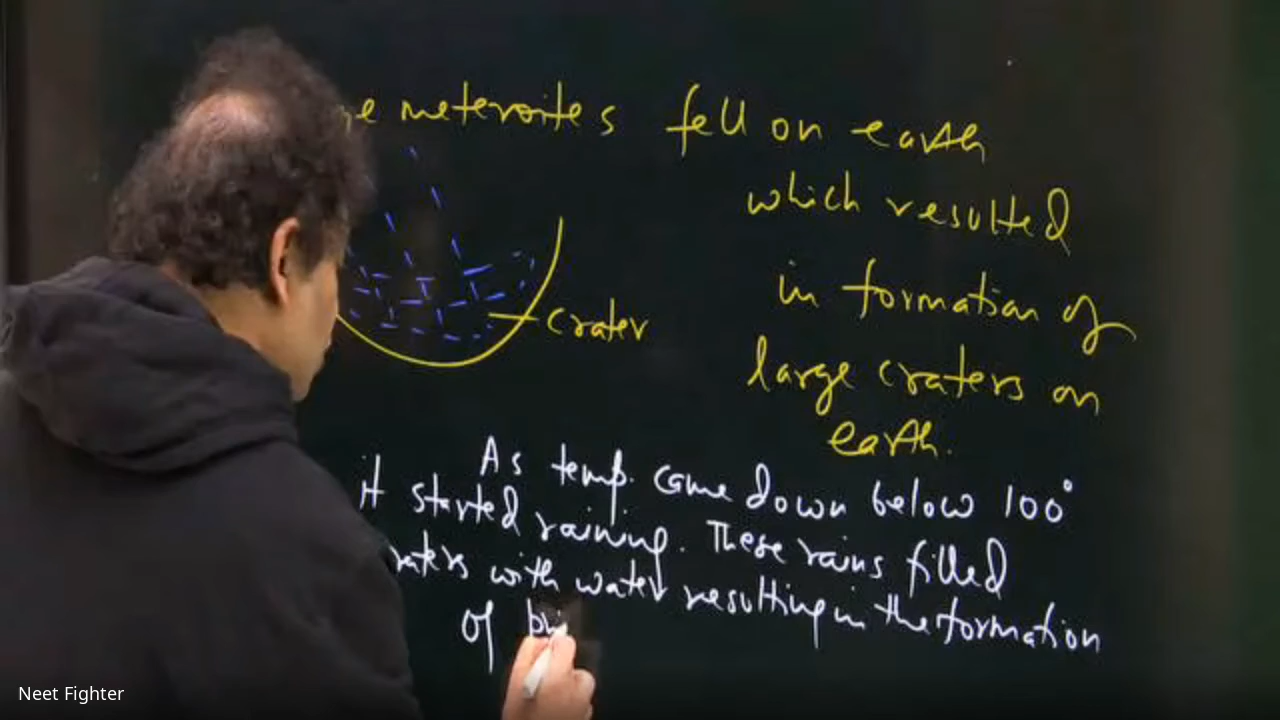 meteroites fell on earth
which resulted
in formation of
crater
large craters on
earth.
As temp. came down below 100°
it started raining. These rains filled
with water resulting in the formation
of
Neet Fighter